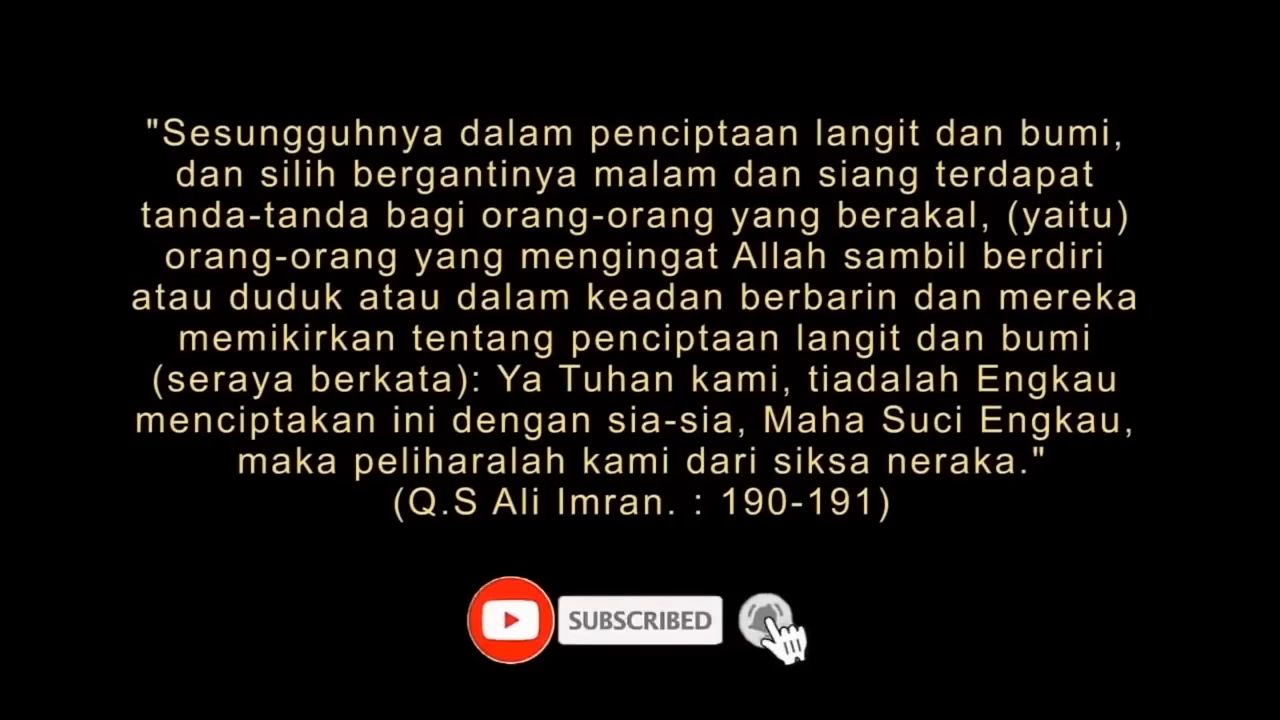 "Sesungguhnya dalam penciptaan langit dan bumi,
dan silih bergantinya malam dan siang terdapat
tanda-tanda bagi orang-orang yang berakal, (yaitu)
orang-orang yang mengingat Allah sambil berdiri
atau duduk atau dalam keadan berbarin dan mereka
memikirkan tentang penciptaan langit dan bumi
(seraya berkata): Ya Tuhan kami, tiadalah Engkau
menciptakan ini dengan sia-sia, Maha Suci Engkau,
maka peliharalah kami dari siksa neraka."
(Q.S Ali Imran. : 190-191)
SUBSCRIBED